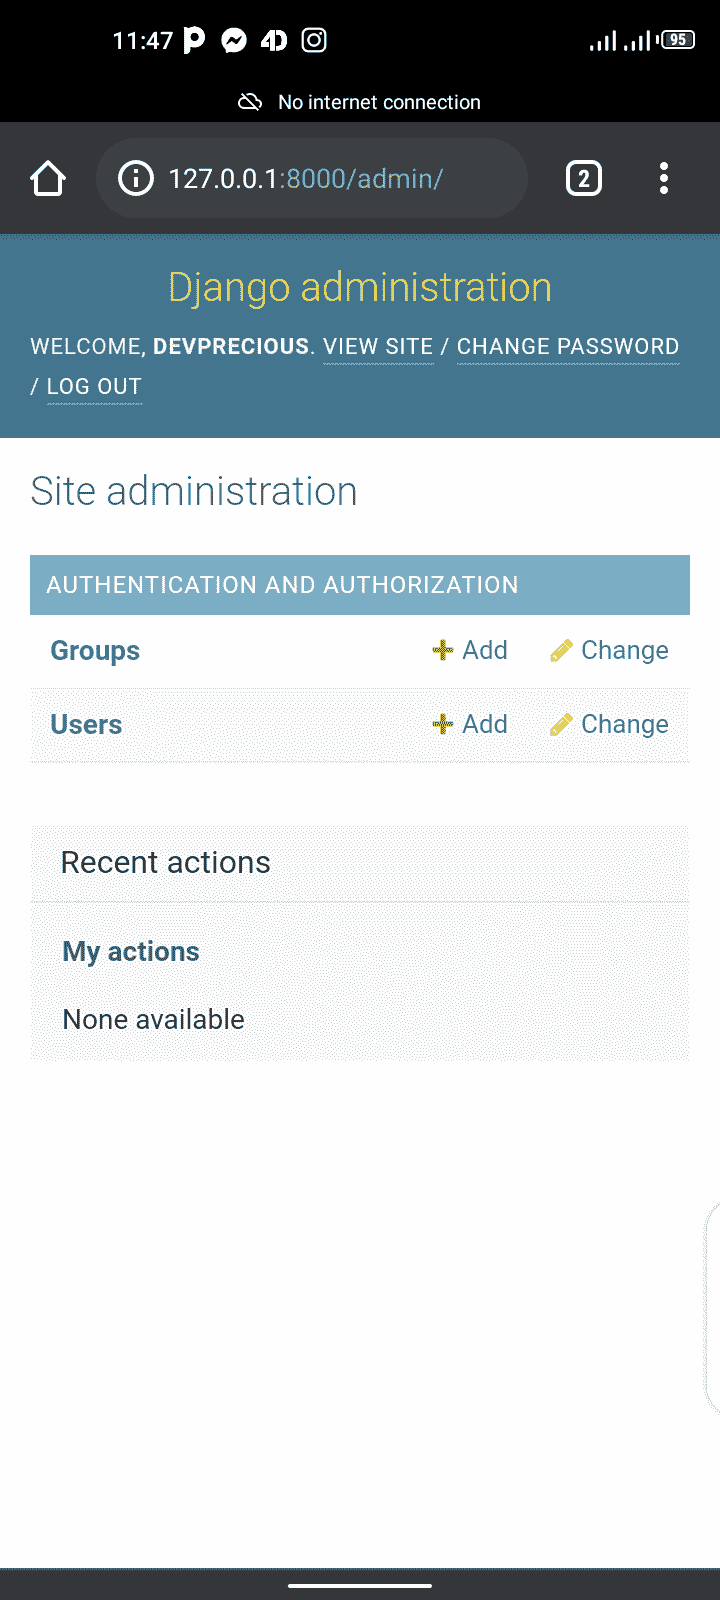 11:47
95
No internet connection
127.0.0.1:8000/admin/
2
Django administration
WELCOME, DEVPRECIOUS. VIEW SITE / CHANGE PASSWORD
/ LOG OUT
Site administration
AUTHENTICATION AND AUTHORIZATION
Groups Add Change
Users Add Change
Recent actions
My actions
None available